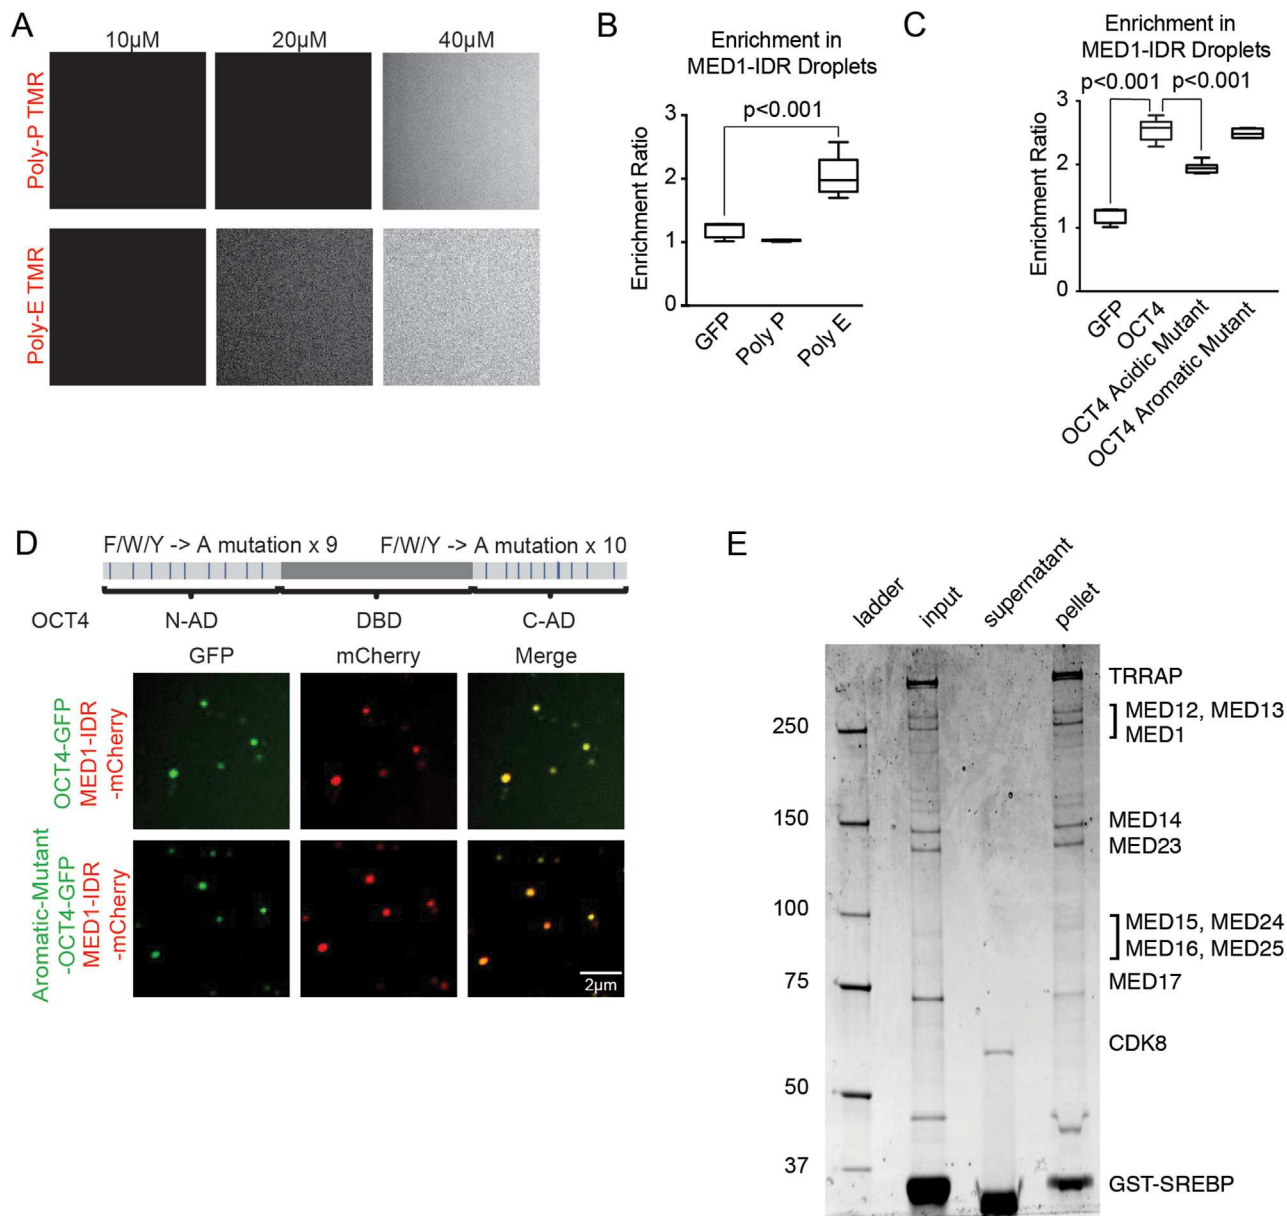 A
10µM
20µM
40µM
Poly-P TMR
Poly-E TMR
B
Enrichment in
MED1-IDR Droplets
p<0.001
Enrichment Ratio
3
2
1
0
GFP
Poly P
Poly E
C
Enrichment in
MED1-IDR Droplets
p<0.001
p<0.001
Enrichment Ratio
3
2
1
0
GFP
OCT4
OCT4 Acidic Mutant
OCT4 Aromatic Mutant
D
F/W/Y -> A mutation x 9
F/W/Y -> A mutation x 10
OCT4
N-AD
DBD
C-AD
GFP
mCherry
Merge
OCT4-GFP
MED1-IDR
-mCherry
Aromatic-Mutant
-OCT4-GFP
MED1-IDR
-mCherry
2µm
E
ladder
input
supernatant
pellet
250
150
100
75
50
37
TRRAP
MED12, MED13
MED1
MED14
MED23
MED15, MED24
MED16, MED25
MED17
CDK8
GST-SREBP